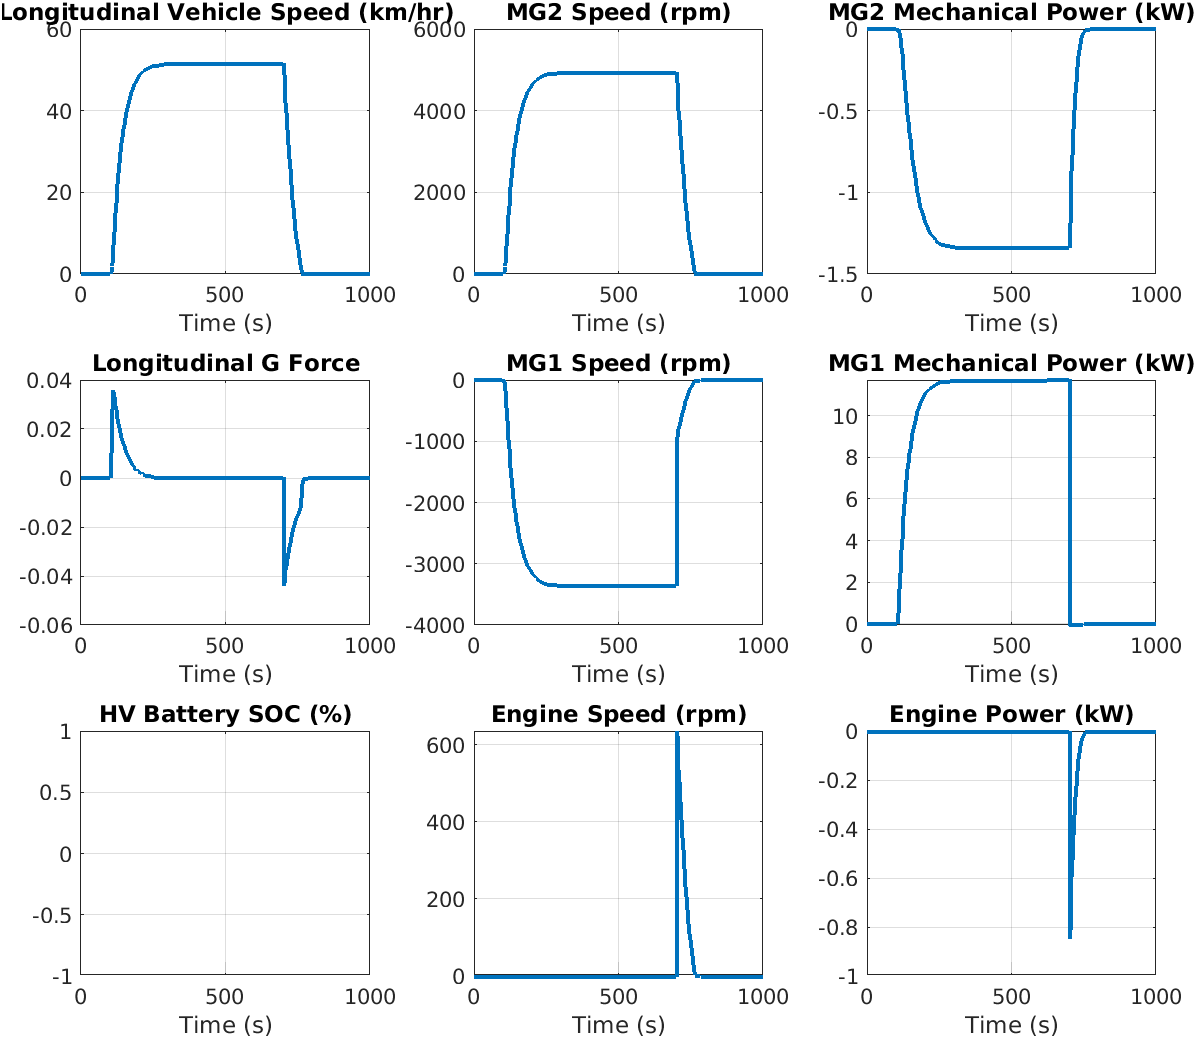 Longitudinal Vehicle Speed (km/hr)
60
40
20
0
0 500 1000
Time (s)
MG2 Speed (rpm)
6000
4000
2000
0
0 500 1000
Time (s)
MG2 Mechanical Power (kW)
0
-0.5
-1
-1.5
0 500 1000
Time (s)
Longitudinal G Force
0.04
0.02
0
-0.02
-0.04
-0.06
0 500 1000
Time (s)
MG1 Speed (rpm)
0
-1000
-2000
-3000
-4000
0 500 1000
Time (s)
MG1 Mechanical Power (kW)
10
8
6
4
2
0
0 500 1000
Time (s)
HV Battery SOC (%)
1
0.5
0
-0.5
-1
0 500 1000
Time (s)
Engine Speed (rpm)
600
400
200
0
0 500 1000
Time (s)
Engine Power (kW)
0
-0.2
-0.4
-0.6
-0.8
-1
0 500 1000
Time (s)